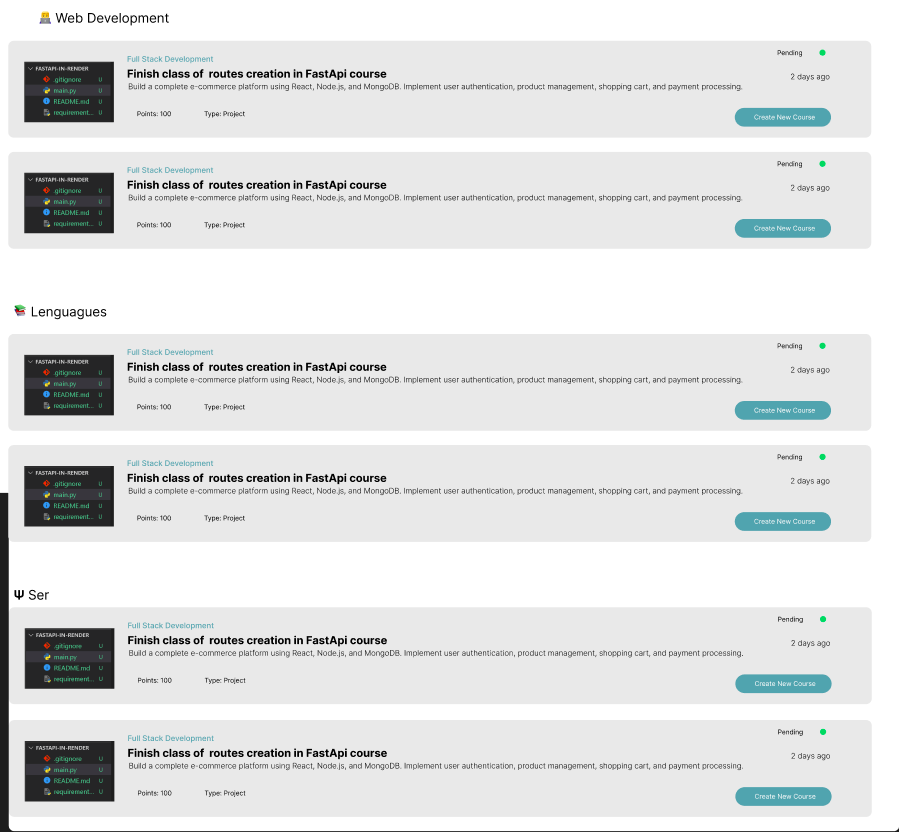 Web Development
Pending
Full Stack Development
FASTAPI-IN-RENDER
Finish class of routes creation in FastApi course
2 days ago
.gitignore U
Build a complete e-commerce platform using React, Node.js, and MongoDB. Implement user authentication, product management, shopping cart, and payment processing.
main.py U
README.md U
requirement... U
Points: 100 Type: Project
Create New Course
Pending
Full Stack Development
FASTAPI-IN-RENDER
Finish class of routes creation in FastApi course
2 days ago
.gitignore U
Build a complete e-commerce platform using React, Node.js, and MongoDB. Implement user authentication, product management, shopping cart, and payment processing.
main.py U
README.md U
requirement... U
Points: 100 Type: Project
Create New Course
Lenguagues
Pending
Full Stack Development
FASTAPI-IN-RENDER
Finish class of routes creation in FastApi course
2 days ago
.gitignore U
Build a complete e-commerce platform using React, Node.js, and MongoDB. Implement user authentication, product management, shopping cart, and payment processing.
main.py U
README.md U
requirement... U
Points: 100 Type: Project
Create New Course
Pending
Full Stack Development
FASTAPI-IN-RENDER
Finish class of routes creation in FastApi course
2 days ago
.gitignore U
Build a complete e-commerce platform using React, Node.js, and MongoDB. Implement user authentication, product management, shopping cart, and payment processing.
main.py U
README.md U
requirement... U
Points: 100 Type: Project
Create New Course
Ψ Ser
Pending
Full Stack Development
FASTAPI-IN-RENDER
Finish class of routes creation in FastApi course
2 days ago
.gitignore U
Build a complete e-commerce platform using React, Node.js, and MongoDB. Implement user authentication, product management, shopping cart, and payment processing.
main.py U
README.md U
requirement... U
Points: 100 Type: Project
Create New Course
Pending
Full Stack Development
FASTAPI-IN-RENDER
Finish class of routes creation in FastApi course
2 days ago
.gitignore U
Build a complete e-commerce platform using React, Node.js, and MongoDB. Implement user authentication, product management, shopping cart, and payment processing.
main.py U
README.md U
requirement... U
Points: 100 Type: Project
Create New Course